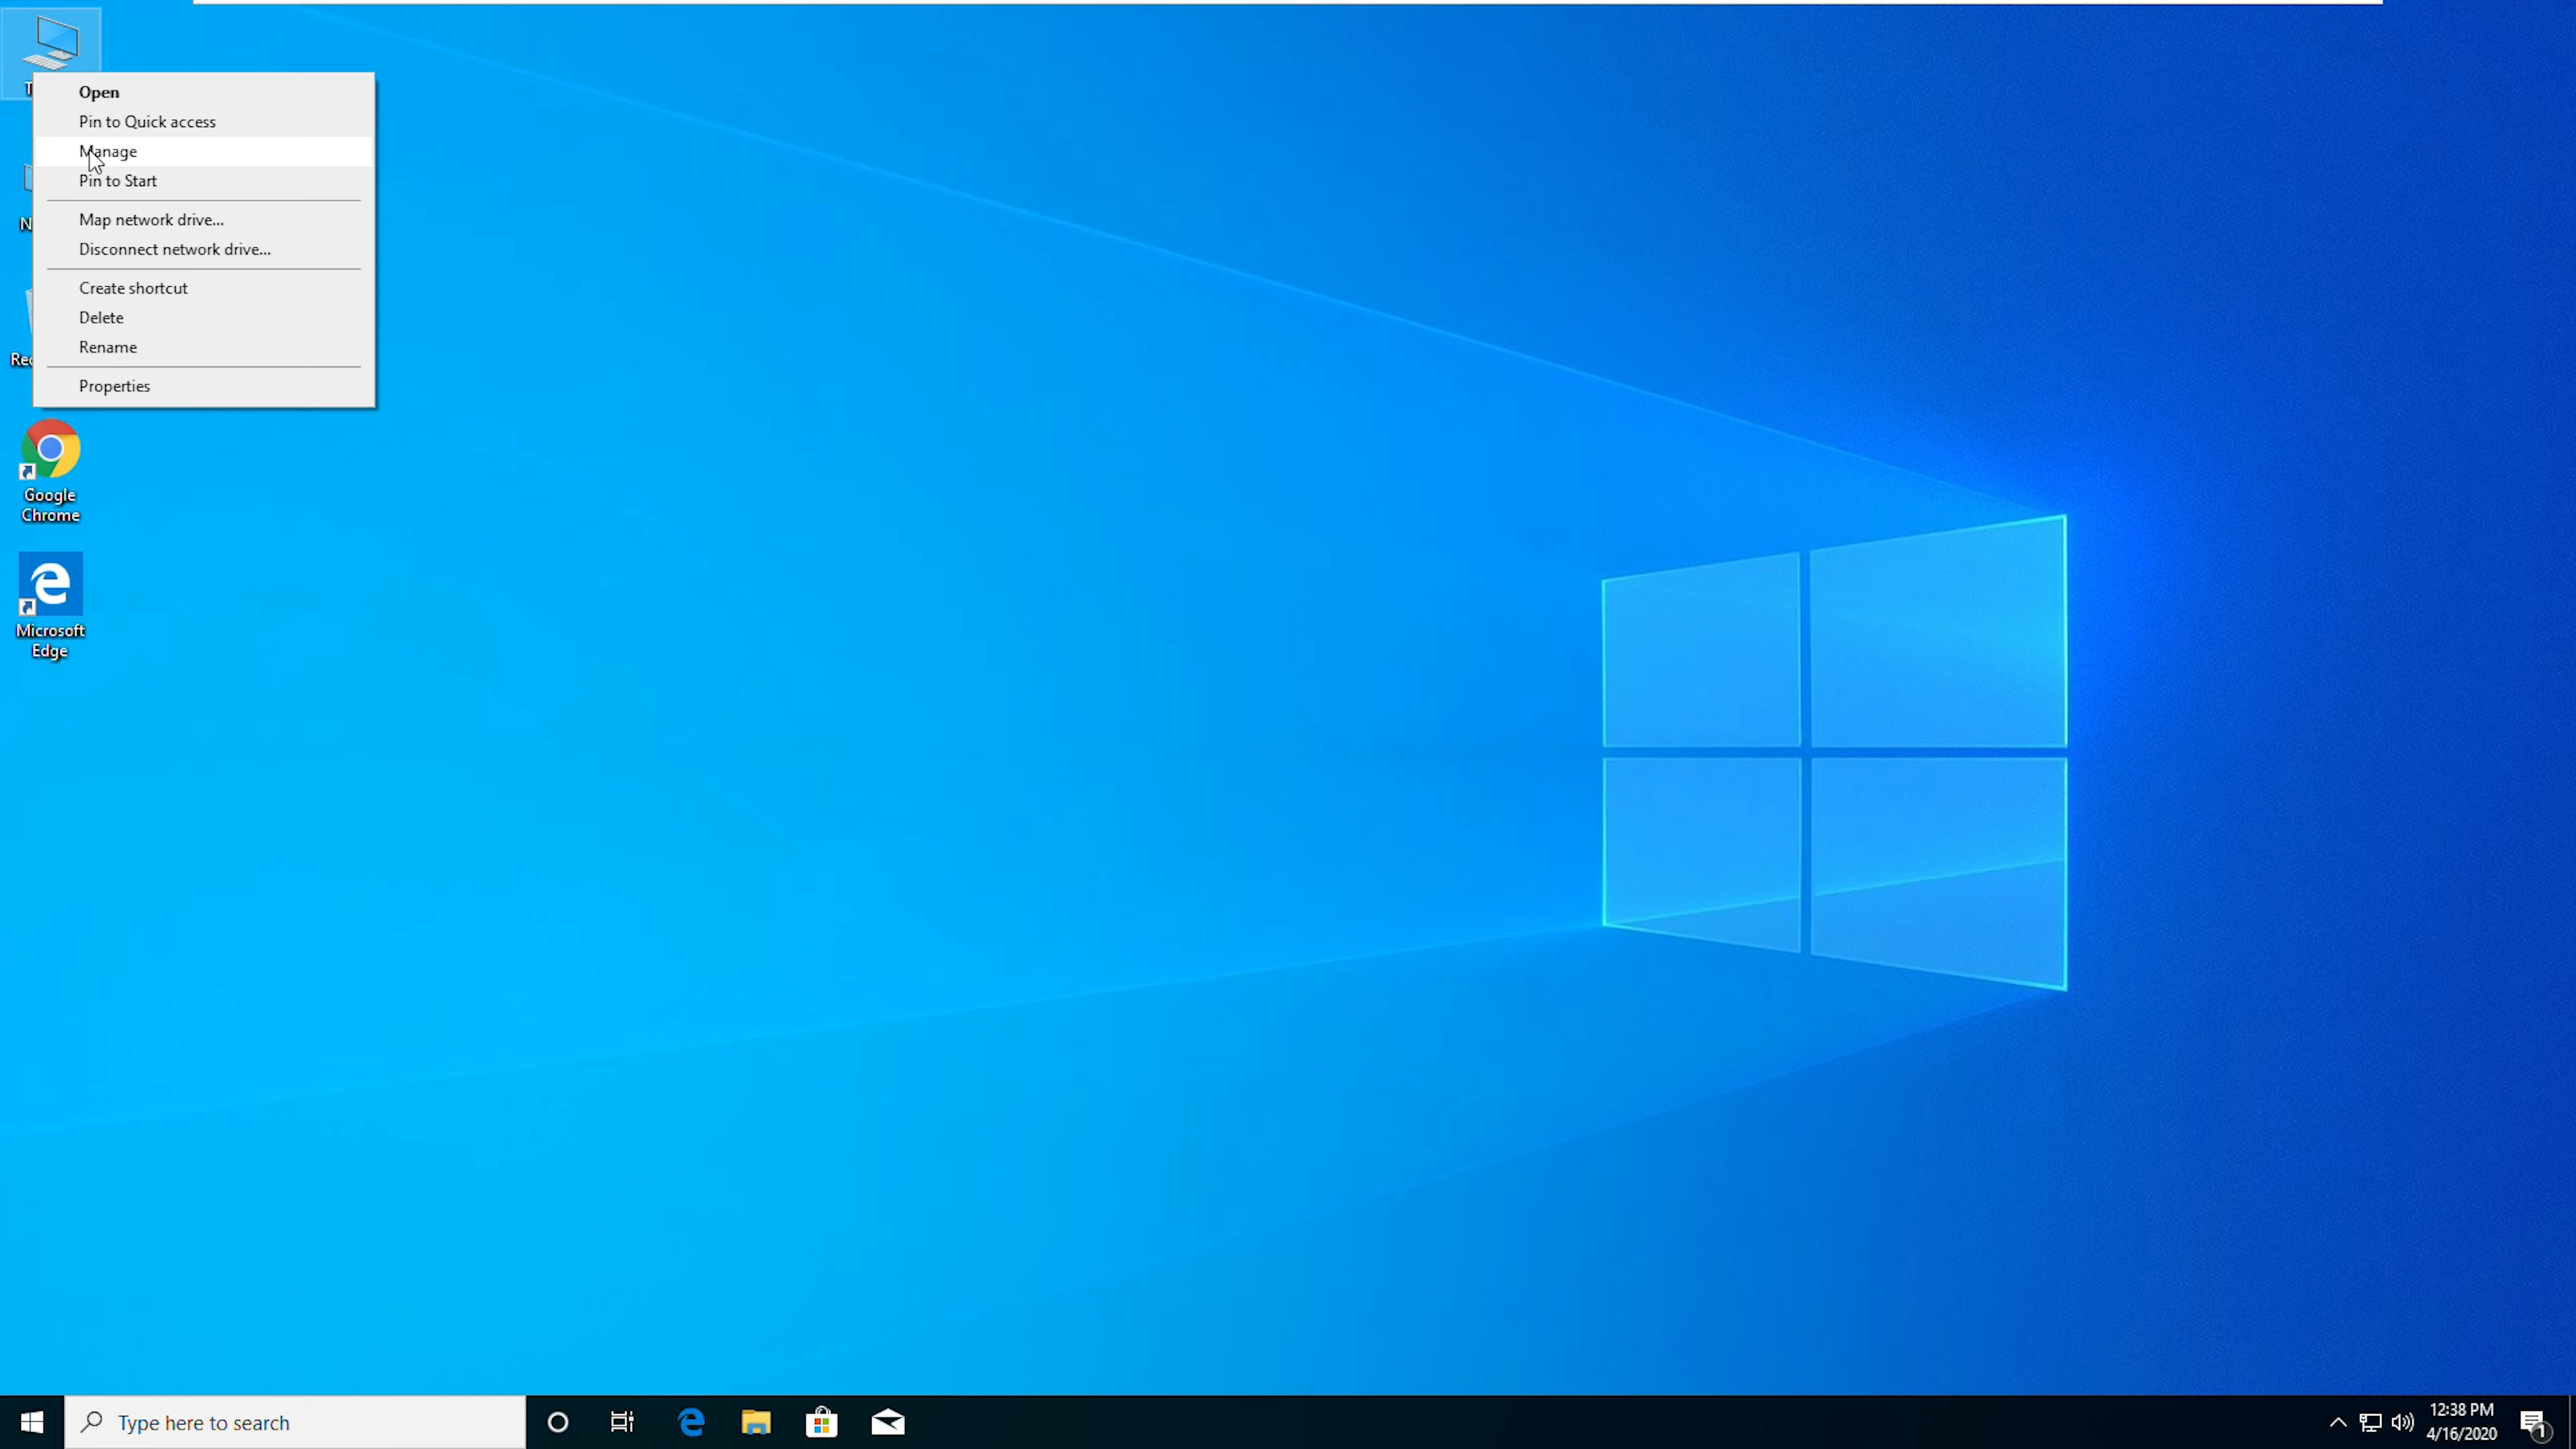 Open
Pin to Quick access
Manage
Pin to Start
Map network drive...
Disconnect network drive...
Create shortcut
Delete
Rename
Properties
Google
Chrome
Microsoft
Edge
Type here to search
12:38 PM
4/16/2020
1